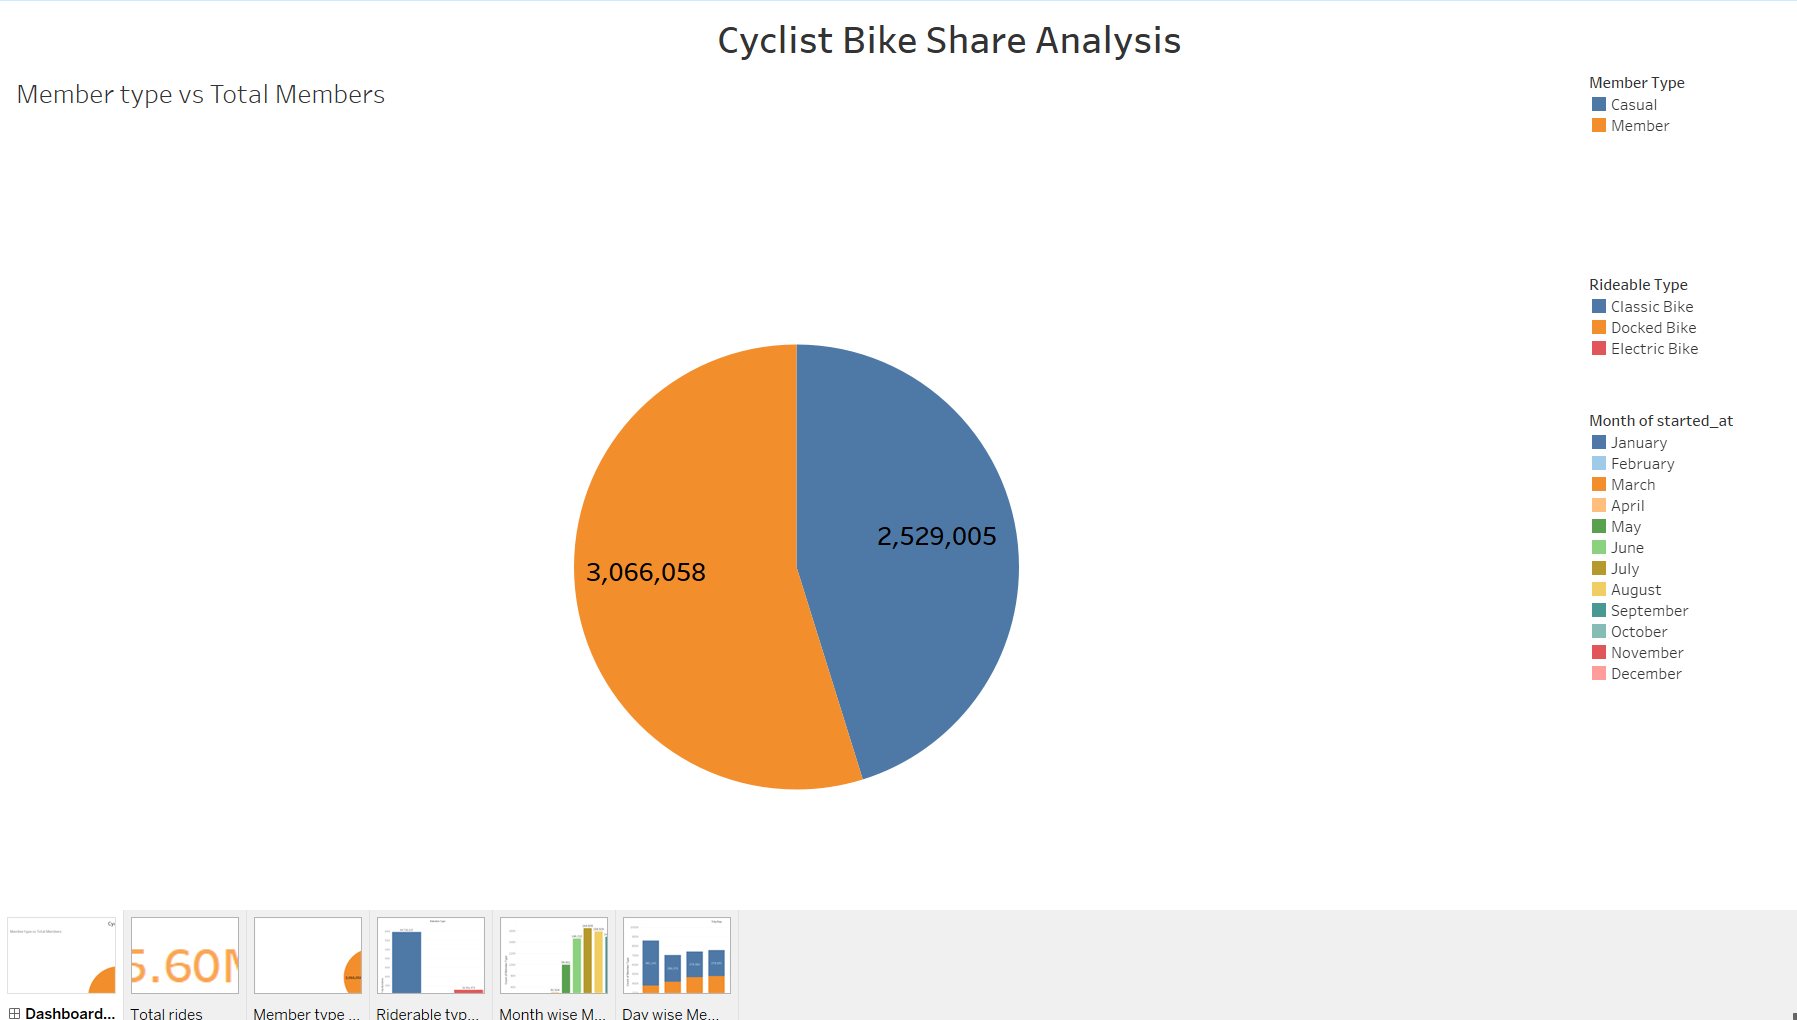 Cyclist Bike Share Analysis
Member type vs Total Members
Member Type
Casual
Member
Rideable Type
Classic Bike
Docked Bike
Electric Bike
Month of started_at
January
February
March
April
May
June
July
August
September
October
November
December
2,529,005
3,066,058
5.60M
Dashboard...
Total rides
Member type ...
Riderable typ...
Month wise M...
Day wise Me...